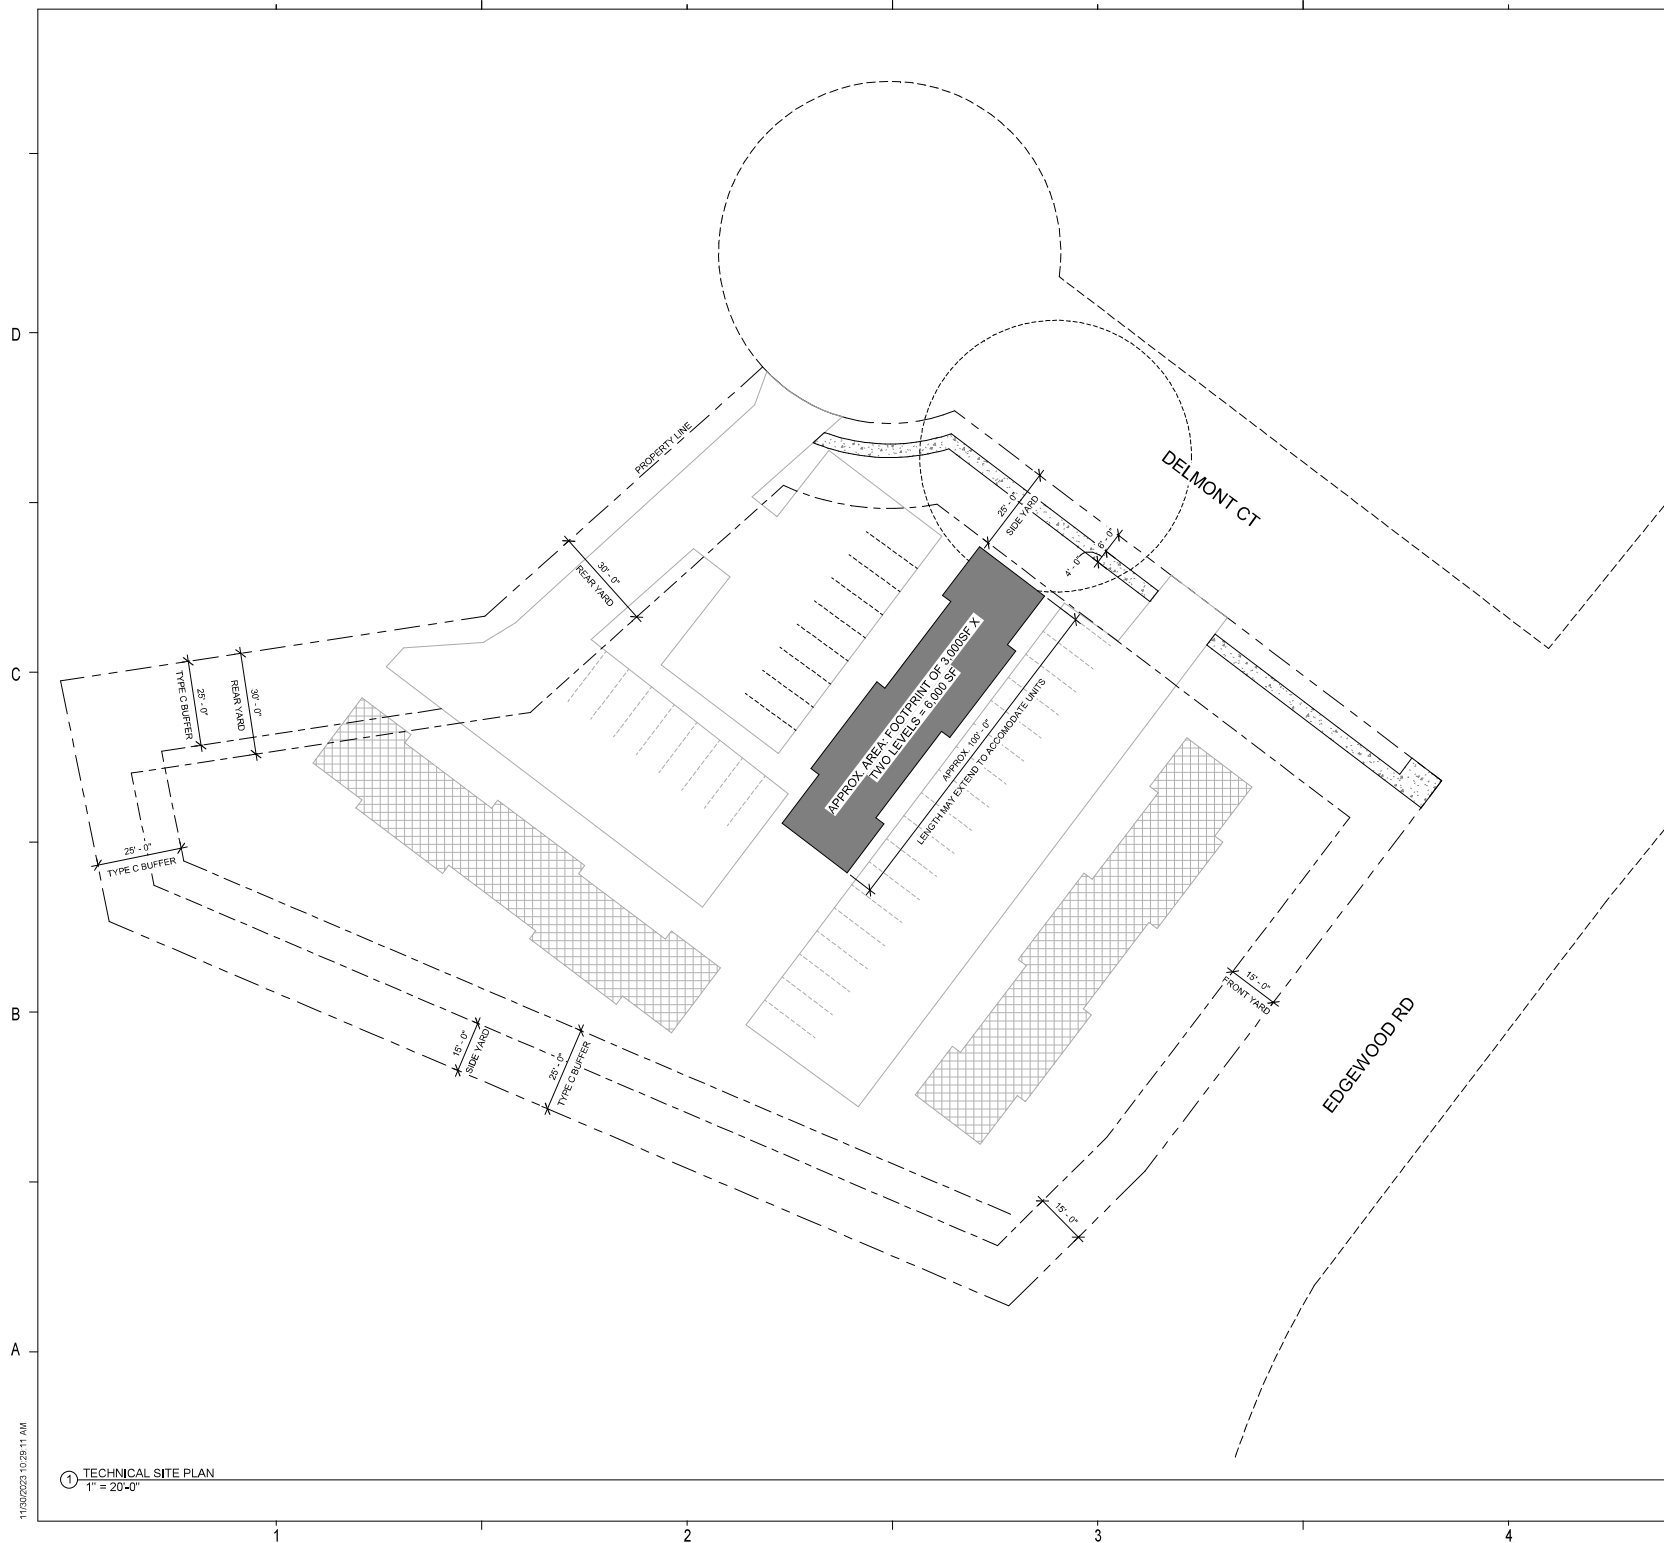 D
C
B
A
DELMONT CT
PROPERTY LINE
25' - 0"
SIDE YARD
6' - 0"
4' - 0"
30' - 0"
REAR YARD
TYPE C BUFFER
25' - 0"
REAR YARD
30' - 0"
APPROX. AREA: FOOTPRINT OF 3,000SF X
TWO LEVELS = 6,000 SF
APPROX. 100' - 0"
LENGTH MAY EXTEND TO ACCOMODATE UNITS
25' - 0"
TYPE C BUFFER
15' - 0"
FRONT YARD
15' - 0"
SIDE YARD
25' - 0"
TYPE C BUFFER
EDGEWOOD RD
15' - 0"
11/30/2023 10:29:11 AM
1 TECHNICAL SITE PLAN
1" = 20'-0"
1
2
3
4